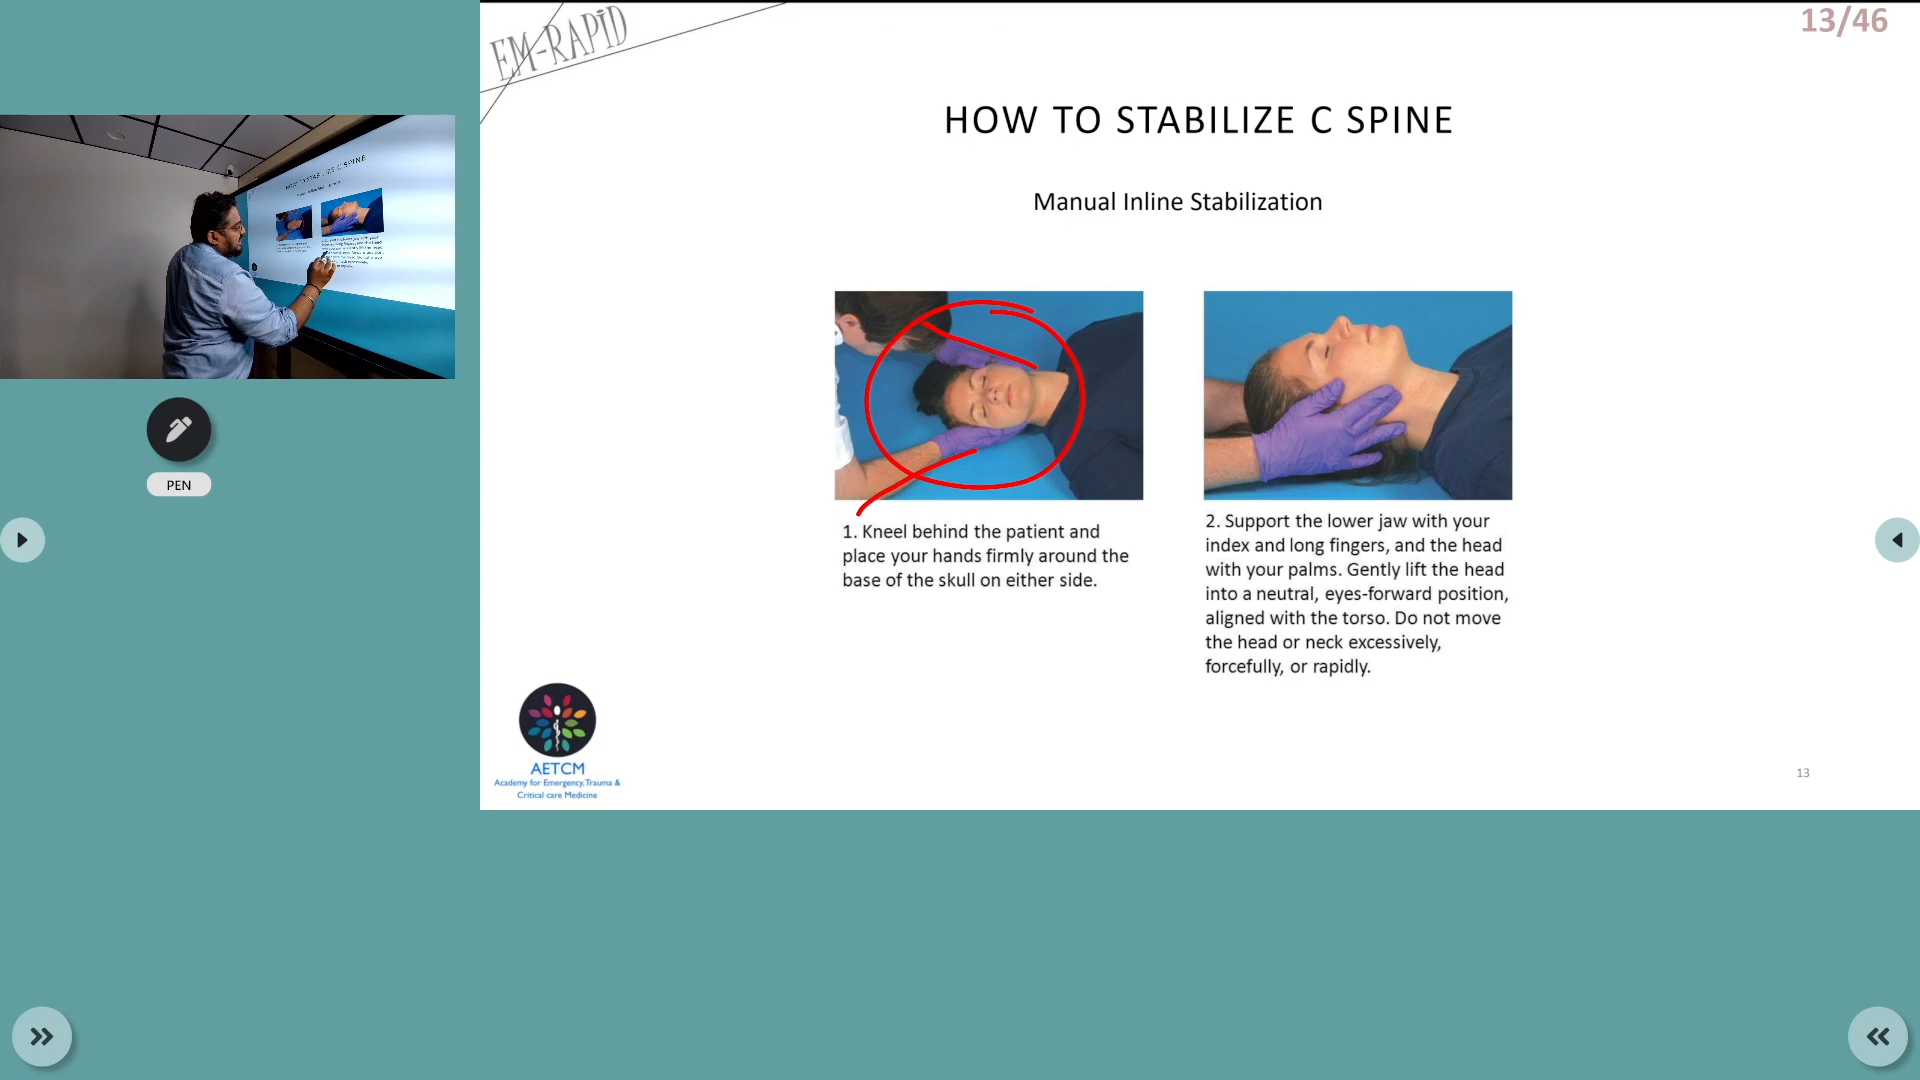 13/46
EM-RAPiD
HOW TO STABILIZE C SPINE
Manual Inline Stabilization
1. Kneel behind the patient and
place your hands firmly around the
base of the skull on either side.
2. Support the lower jaw with your
index and long fingers, and the head
with your palms. Gently lift the head
into a neutral, eyes-forward position,
aligned with the torso. Do not move
the head or neck excessively,
forcefully, or rapidly.
AETCM
Academy for Emergency,Trauma &
Critical care Medicine
13
PEN
HOW TO STABILIZE C SPINE